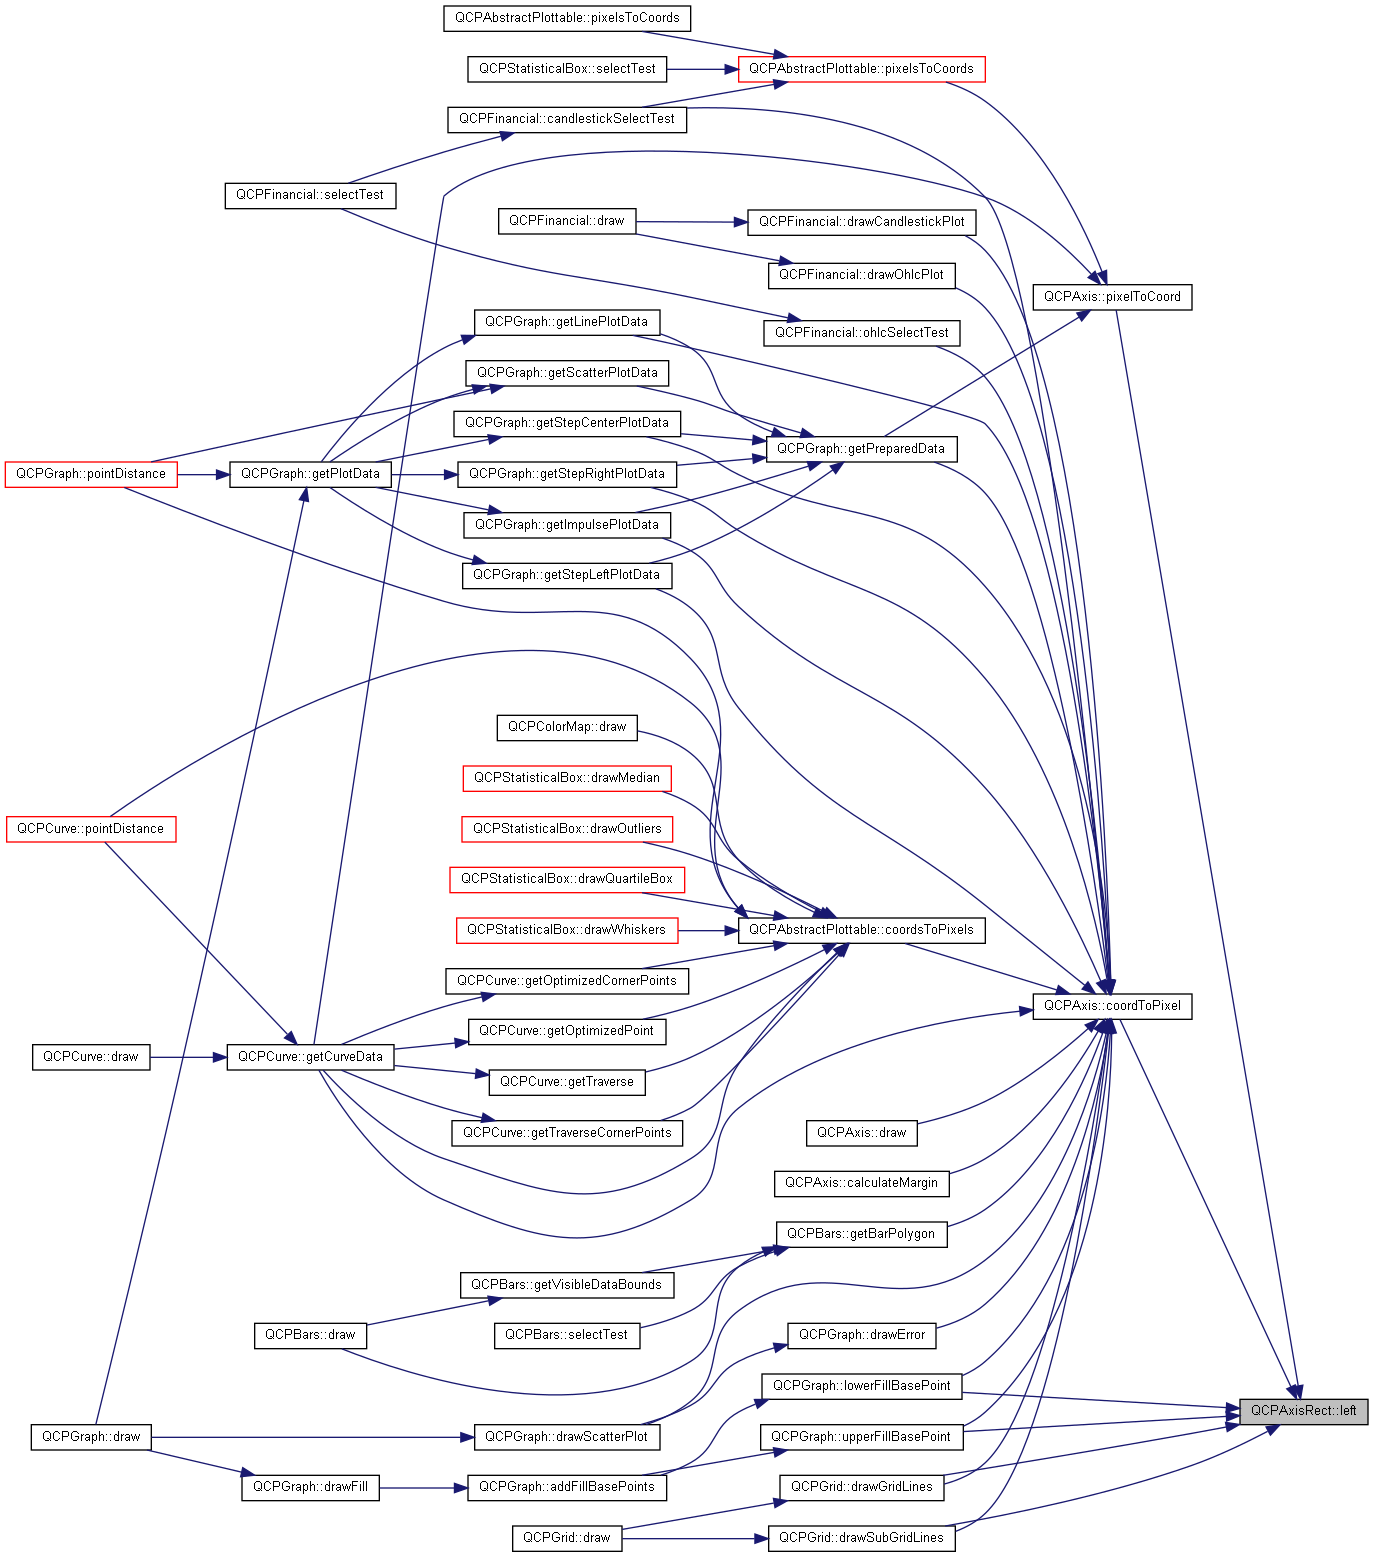 QCPAbstractPlottable::pixelsToCoords
QCPStatisticalBox::selectTest
QCPAbstractPlottable::pixelsToCoords
QCPFinancial::candlestickSelectTest
QCPFinancial::selectTest
QCPFinancial::draw
QCPFinancial::drawCandlestickPlot
QCPFinancial::drawOhlcPlot
QCPAxis::pixelToCoord
QCPGraph::getLinePlotData
QCPFinancial::ohlcSelectTest
QCPGraph::getScatterPlotData
QCPGraph::getStepCenterPlotData
QCPGraph::getPreparedData
QCPGraph::pointDistance
QCPGraph::getPlotData
QCPGraph::getStepRightPlotData
QCPGraph::getImpulsePlotData
QCPGraph::getStepLeftPlotData
QCPColorMap::draw
QCPStatisticalBox::drawMedian
QCPCurve::pointDistance
QCPStatisticalBox::drawOutliers
QCPStatisticalBox::drawQuartileBox
QCPStatisticalBox::drawWhiskers
QCPAbstractPlottable::coordsToPixels
QCPCurve::getOptimizedCornerPoints
QCPAxis::coordToPixel
QCPCurve::getOptimizedPoint
QCPCurve::draw
QCPCurve::getCurveData
QCPCurve::getTraverse
QCPCurve::getTraverseCornerPoints
QCPAxis::draw
QCPAxis::calculateMargin
QCPBars::getBarPolygon
QCPBars::getVisibleDataBounds
QCPBars::draw
QCPBars::selectTest
QCPGraph::drawError
QCPGraph::lowerFillBasePoint
QCPAxisRect::left
QCPGraph::draw
QCPGraph::drawScatterPlot
QCPGraph::upperFillBasePoint
QCPGraph::drawFill
QCPGraph::addFillBasePoints
QCPGrid::drawGridLines
QCPGrid::draw
QCPGrid::drawSubGridLines